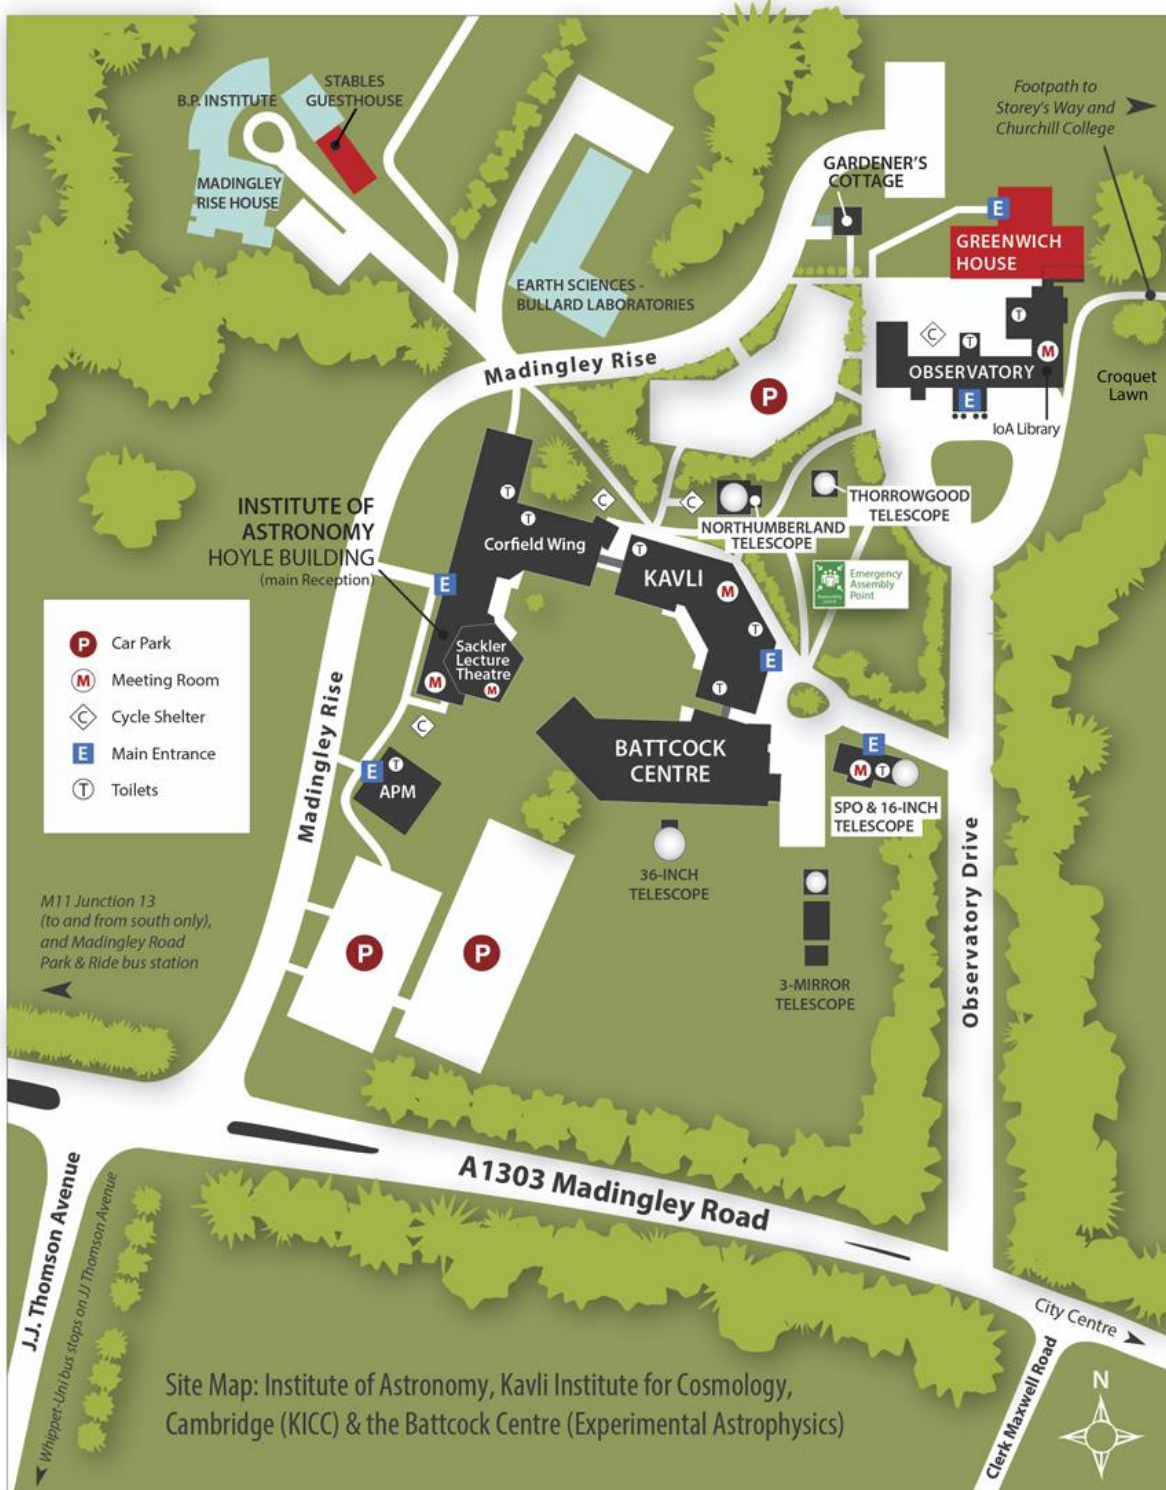 B.P. INSTITUTE
STABLES
GUESTHOUSE
MADINGLEY
RISE HOUSE
EARTH SCIENCES -
BULLARD LABORATORIES
GARDENER'S
COTTAGE
Footpath to
Storey's Way and
Churchill College
E
GREENWICH
HOUSE
T
C
T
M
OBSERVATORY
E
IoA Library
Croquet
Lawn
Madingley Rise
P
INSTITUTE OF
ASTRONOMY
HOYLE BUILDING
(main Reception)
T
T
Corfield Wing
C
C
NORTHUMBERLAND
TELESCOPE
THORROWGOOD
TELESCOPE
T
KAVLI
M
T
E
T
Emergency
Assembly
Point
E
Sackler
Lecture
Theatre
M
M
C
P Car Park
M Meeting Room
C Cycle Shelter
E Main Entrance
T Toilets
Madingley Rise
E
T
APM
BATTCOCK
CENTRE
E
M
T
SPO & 16-INCH
TELESCOPE
36-INCH
TELESCOPE
3-MIRROR
TELESCOPE
Observatory Drive
M11 Junction 13
(to and from south only),
and Madingley Road
Park & Ride bus station
P
P
A1303 Madingley Road
J.J. Thomson Avenue
Whippet-Uni bus stops on JJ Thomson Avenue
City Centre
Clerk Maxwell Road
N
Site Map: Institute of Astronomy, Kavli Institute for Cosmology,
Cambridge (KICC) & the Battcock Centre (Experimental Astrophysics)